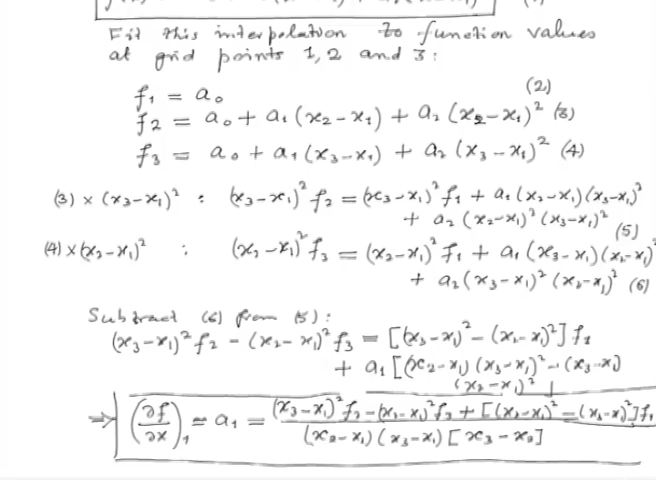 Fit this interpolation to function values
at grid points 1, 2 and 3:
f₁ = a₀ (2)
f₂ = a₀ + a₁(x₂ − x₁) + a₂(x₂ − x₁)² (3)
f₃ = a₀ + a₁(x₃ − x₁) + a₂(x₃ − x₁)² (4)
(3) × (x₃ − x₁)² : (x₃ − x₁)² f₂ = (x₃ − x₁)² f₁ + a₁(x₂ − x₁)(x₃ − x₁)²
+ a₂(x₂ − x₁)²(x₃ − x₁)² (5)
(4) × (x₂ − x₁)² : (x₂ − x₁)² f₃ = (x₂ − x₁)² f₁ + a₁(x₃ − x₁)(x₂ − x₁)²
+ a₂(x₃ − x₁)²(x₂ − x₁)² (6)
Subtract (6) from (5):
(x₃ − x₁)² f₂ − (x₂ − x₁)² f₃ = [(x₃ − x₁)² − (x₂ − x₁)²] f₁
+ a₁[(x₂ − x₁)(x₃ − x₁)² − (x₃ − x₁)
(x₂ − x₁)²]
→ (∂f/∂x)₁ ≃ a₁ = (x₃ − x₁)² f₂ − (x₂ − x₁)² f₃ + [(x₂ − x₁)² − (x₃ − x₁)²] f₁
(x₂ − x₁)(x₃ − x₁)[x₃ − x₂]